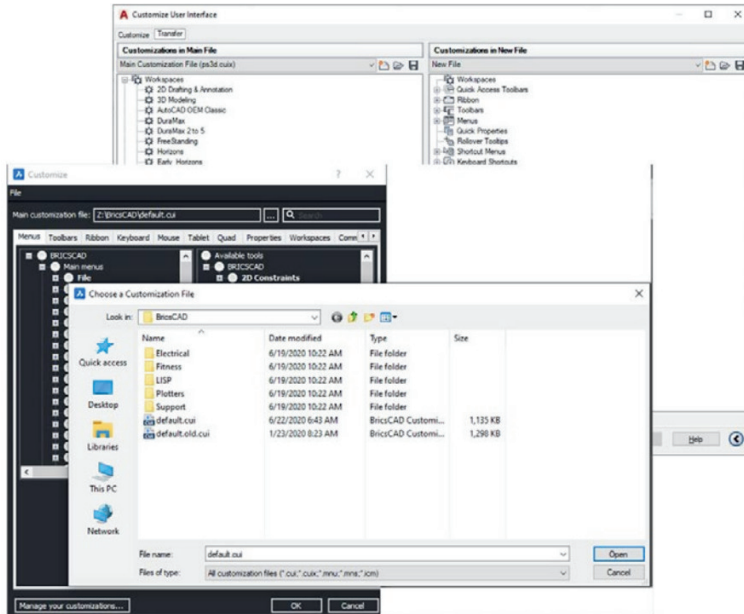 Customize User Interface
Customize Transfer
Customizations in Main File
Main Customization File (ps3d.cuix)
Workspaces
2D Drafting & Annotation
3D Modeling
AutoCAD OEM Classic
DuraMax
DuraMax 2 to 5
FreeStanding
Horizons
Early Horizons
Customizations in New File
New File
Workspaces
Quick Access Toolbars
Ribbon
Toolbars
Menus
Quick Properties
Rollover Tooltips
Shortcut Menus
Keyboard Shortcuts
Help
Customize
File
Main customization file: Z:\BricsCAD\default.cui ... Search
Menus Toolbars Ribbon Keyboard Mouse Tablet Quad Properties Workspaces Comm
BRICSCAD
Main menus
File
Available tools
BRICSCAD
2D Constraints
Choose a Customization File
Look in: BricsCAD
Quick access
Desktop
Libraries
This PC
Network
Name Date modified Type Size
Electrical 6/19/2020 10:22 AM File folder
Fitness 6/19/2020 10:22 AM File folder
LISP 6/19/2020 10:22 AM File folder
Plotters 6/19/2020 10:22 AM File folder
Support 6/19/2020 10:22 AM File folder
default.cui 6/22/2020 6:43 AM BricsCAD Customi... 1,135 KB
default.old.cui 1/23/2020 8:23 AM BricsCAD Customi... 1,298 KB
File name: default.cui Open
Files of type: All customization files (*.cui;*.cuix;*.mnu;*.mns;*.icm) Cancel
Manage your customizations... OK Cancel